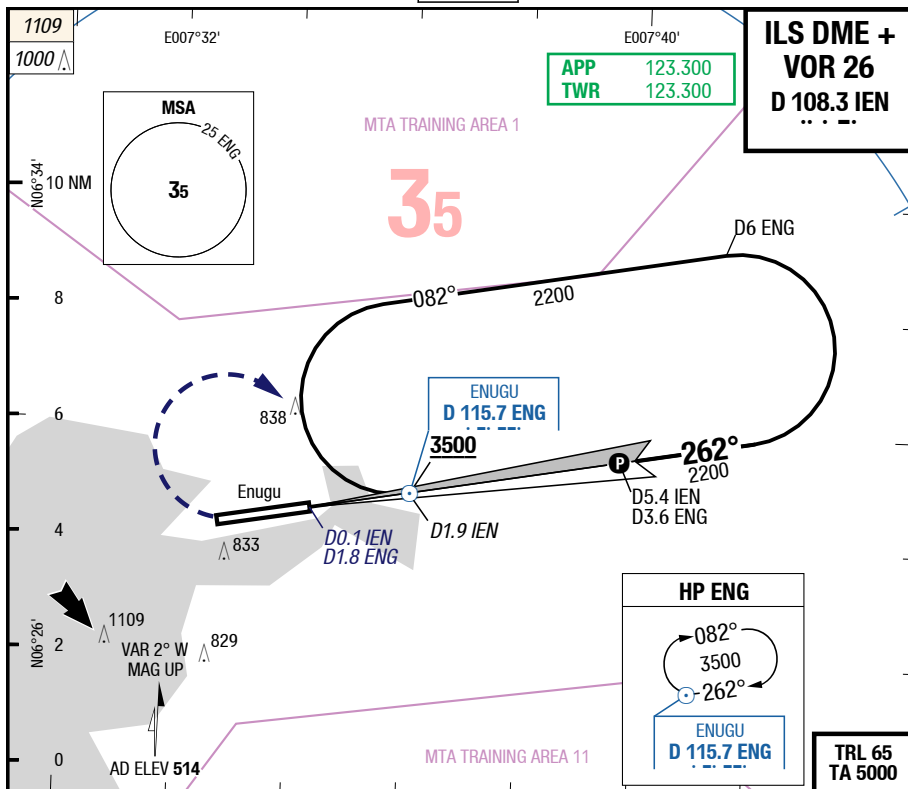 1109
1000
E007°32'
E007°40'
ILS DME +
VOR 26
D 108.3 IEN
APP 123.300
TWR 123.300
MSA
25 ENG
35
MTA TRAINING AREA 1
35
N06°34'
10 NM
D6 ENG
8
082°
2200
6
838
ENUGU
D 115.7 ENG
3500
262°
2200
P
D5.4 IEN
D3.6 ENG
Enugu
4
D0.1 IEN
D1.8 ENG
D1.9 IEN
833
HP ENG
1109
N06°26'
2
829
VAR 2° W
MAG UP
082°
3500
262°
ENUGU
D 115.7 ENG
0
AD ELEV 514
MTA TRAINING AREA 11
TRL 65
TA 5000